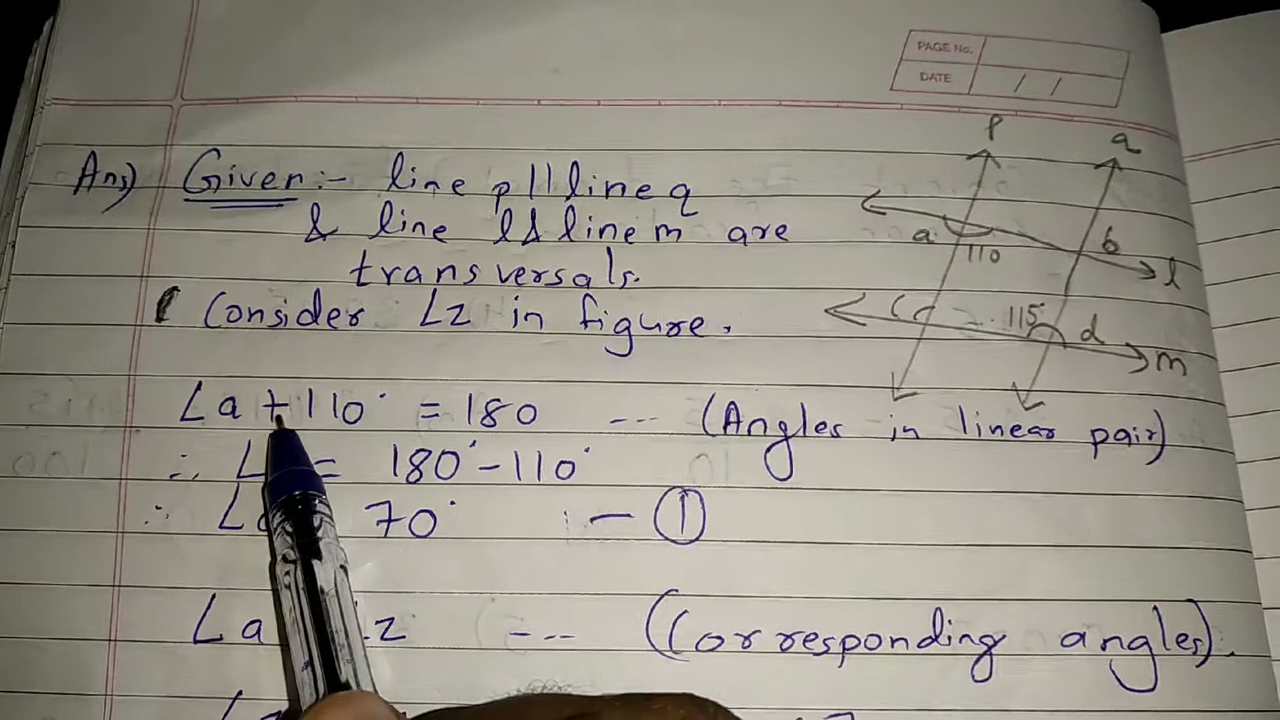 PAGE No.
DATE / /
p q
Ans) Given:- line p || line q
& line l & line m are
transversals.
Consider ∠z in figure.
a 110 b l
c 115 d m
∠a + 110° = 180 --- (Angles in linear pair)
∴ ∠ = 180° - 110°
∴ ∠ 70° - ①
∠a z --- (Corresponding angles).